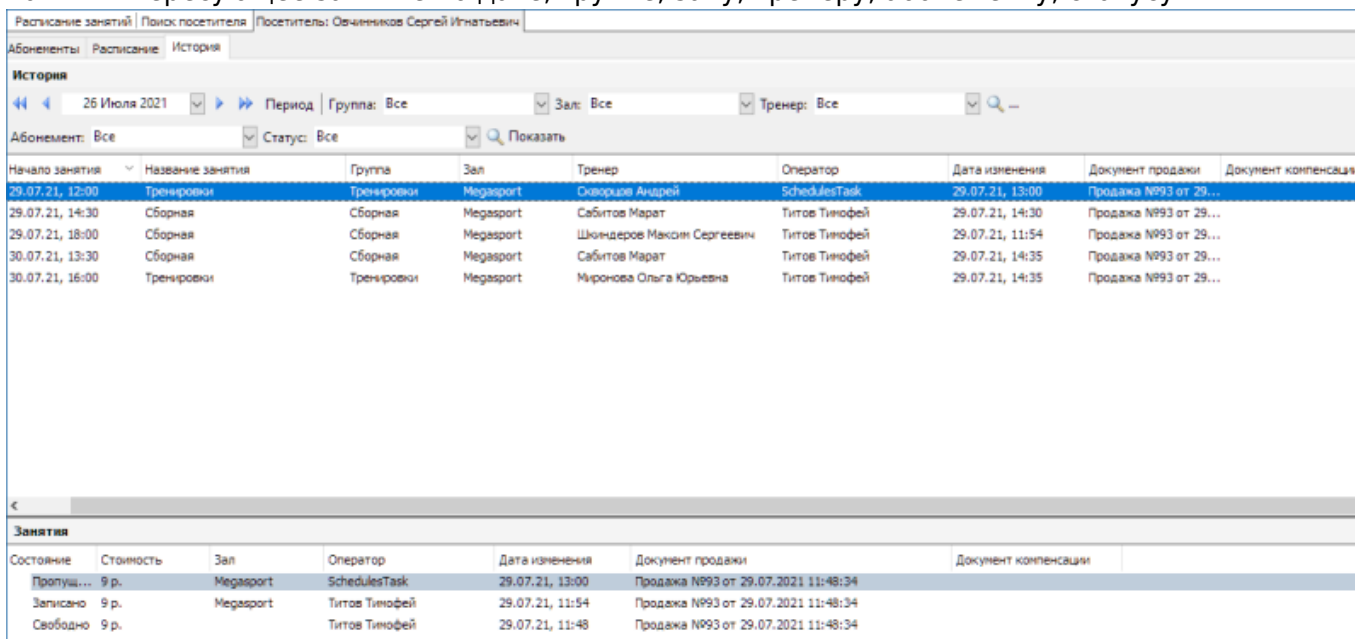 Расписание занятий Поиск посетителя Посетитель: Овчинников Сергей Игнатьевич
Абонементы Расписание История
История
26 Июля 2021 Период Группа: Все Зал: Все Тренер: Все ...
Абонемент: Все Статус: Все Показать
Начало занятия Название занятия Группа Зал Тренер Оператор Дата изменения Документ продажи Документ компенсации
29.07.21, 12:00 Тренировки Тренировки Megasport Скворцов Андрей SchedulesTask 29.07.21, 13:00 Продажа №93 от 29...
29.07.21, 14:30 Сборная Сборная Megasport Сабитов Марат Титов Тимофей 29.07.21, 14:30 Продажа №93 от 29...
29.07.21, 18:00 Сборная Сборная Megasport Шкиндеров Максим Сергеевич Титов Тимофей 29.07.21, 11:54 Продажа №93 от 29...
30.07.21, 13:30 Сборная Сборная Megasport Сабитов Марат Титов Тимофей 29.07.21, 14:35 Продажа №93 от 29...
30.07.21, 16:00 Тренировки Тренировки Megasport Миронова Ольга Юрьевна Титов Тимофей 29.07.21, 14:35 Продажа №93 от 29...
Занятия
Состояние Стоимость Зал Оператор Дата изменения Документ продажи Документ компенсации
Пропущ... 9 р. Megasport SchedulesTask 29.07.21, 13:00 Продажа №93 от 29.07.2021 11:48:34
Записано 9 р. Megasport Титов Тимофей 29.07.21, 11:54 Продажа №93 от 29.07.2021 11:48:34
Свободно 9 р. Титов Тимофей 29.07.21, 11:48 Продажа №93 от 29.07.2021 11:48:34